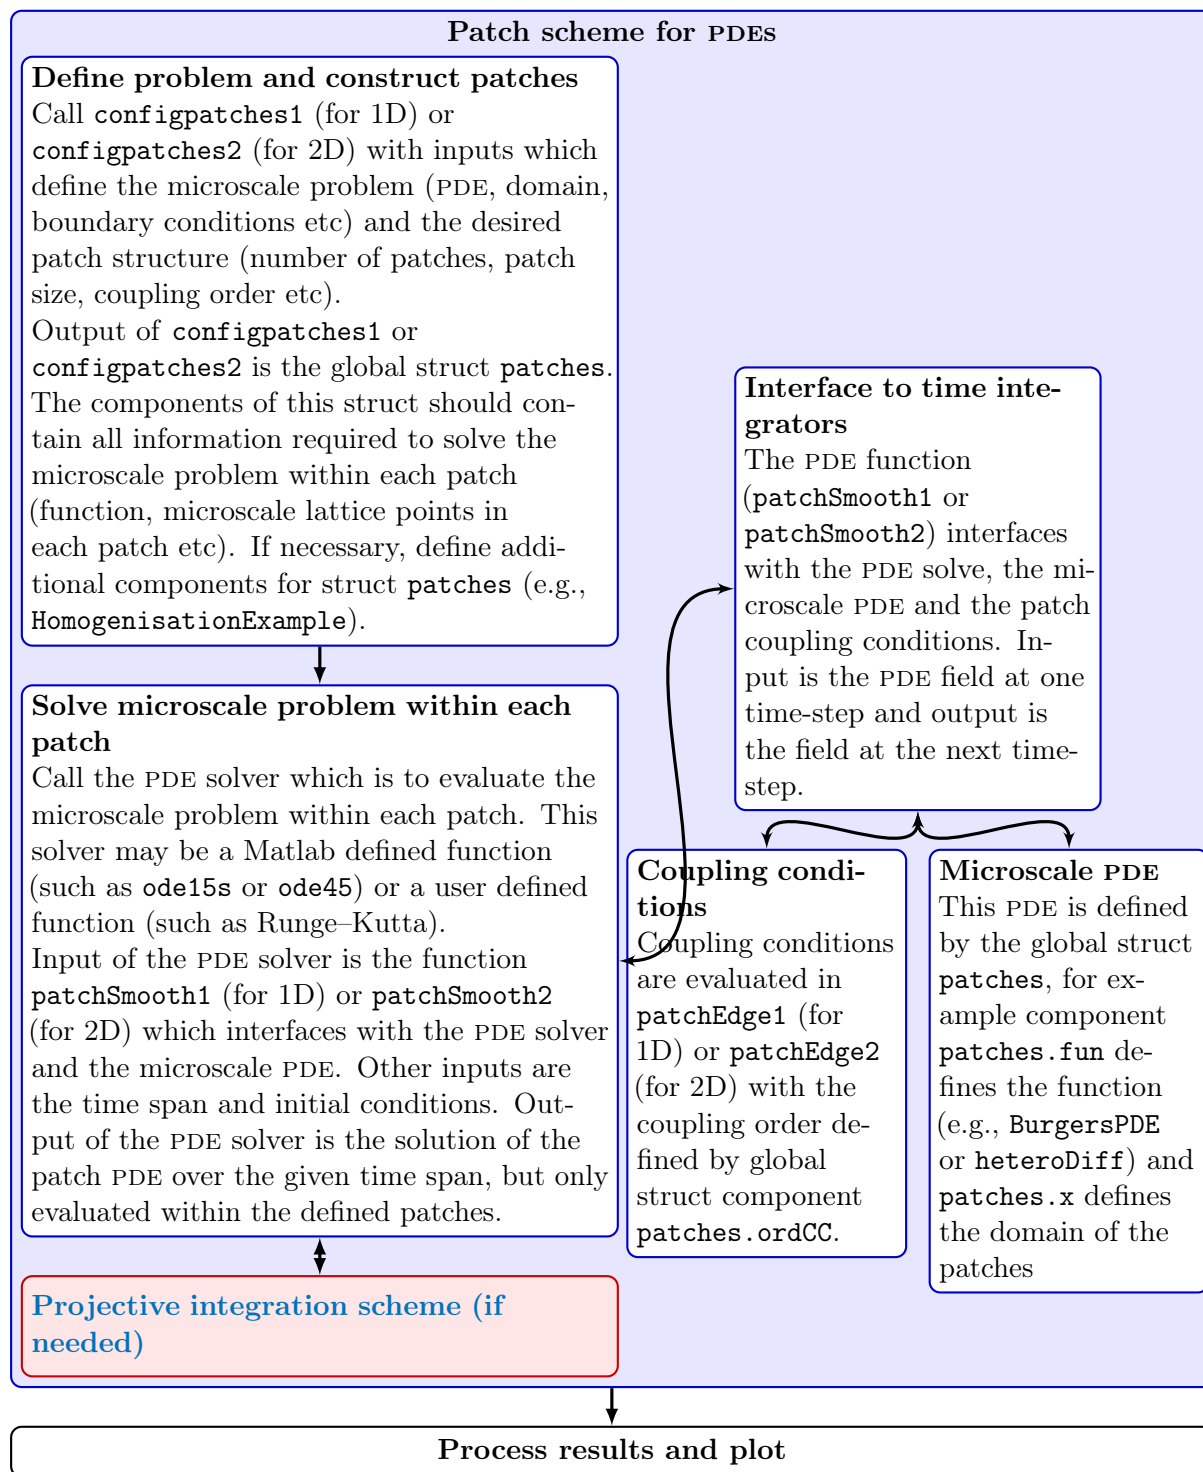 Patch scheme for PDEs
Define problem and construct patches
Call configpatches1 (for 1D) or
configpatches2 (for 2D) with inputs which
define the microscale problem (PDE, domain,
boundary conditions etc) and the desired
patch structure (number of patches, patch
size, coupling order etc).
Output of configpatches1 or
configpatches2 is the global struct patches.
The components of this struct should con-
tain all information required to solve the
microscale problem within each patch
(function, microscale lattice points in
each patch etc). If necessary, define addi-
tional components for struct patches (e.g.,
HomogenisationExample).
Solve microscale problem within each
patch
Call the PDE solver which is to evaluate the
microscale problem within each patch. This
solver may be a Matlab defined function
(such as ode15s or ode45) or a user defined
function (such as Runge–Kutta).
Input of the PDE solver is the function
patchSmooth1 (for 1D) or patchSmooth2
(for 2D) which interfaces with the PDE solver
and the microscale PDE. Other inputs are
the time span and initial conditions. Out-
put of the PDE solver is the solution of the
patch PDE over the given time span, but only
evaluated within the defined patches.
Projective integration scheme (if
needed)
Interface to time inte-
grators
The PDE function
(patchSmooth1 or
patchSmooth2) interfaces
with the PDE solve, the mi-
croscale PDE and the patch
coupling conditions. In-
put is the PDE field at one
time-step and output is
the field at the next time-
step.
Coupling condi-
tions
Coupling conditions
are evaluated in
patchEdge1 (for
1D) or patchEdge2
(for 2D) with the
coupling order de-
fined by global
struct component
patches.ordCC.
Microscale PDE
This PDE is defined
by the global struct
patches, for ex-
ample component
patches.fun de-
fines the function
(e.g., BurgersPDE
or heteroDiff) and
patches.x defines
the domain of the
patches
Process results and plot